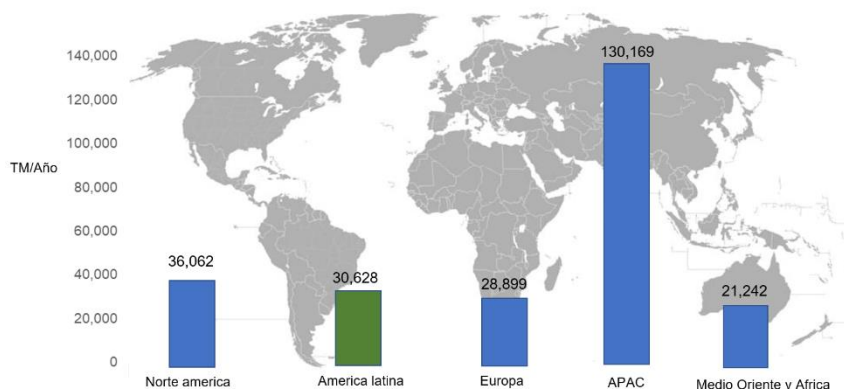 140,000
130,169
120,000
100,000
TM/Año
80,000
60,000
40,000
36,062
30,628
28,899
21,242
20,000
0
Norte america
America latina
Europa
APAC
Medio Oriente y Africa